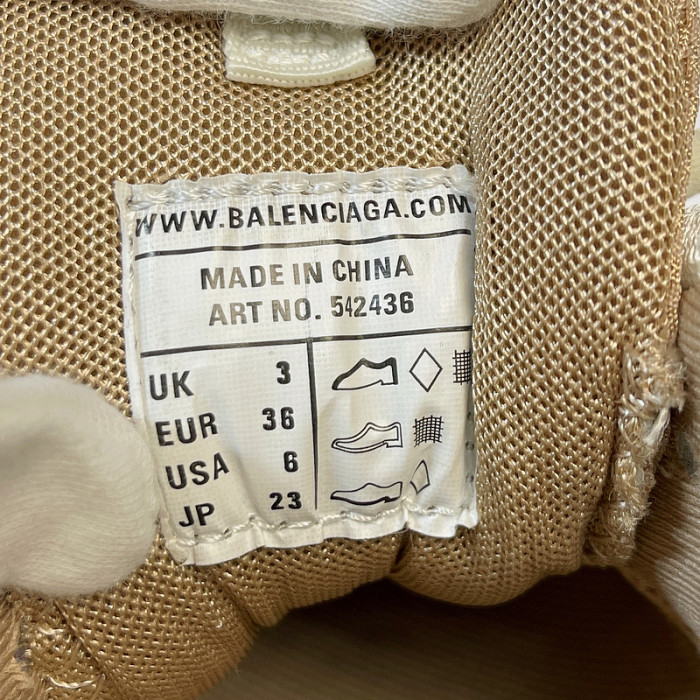 WWW.BALENCIAGA.COM
MADE IN CHINA
ART NO. 542436
UK 3
EUR 36
USA 6
JP 23